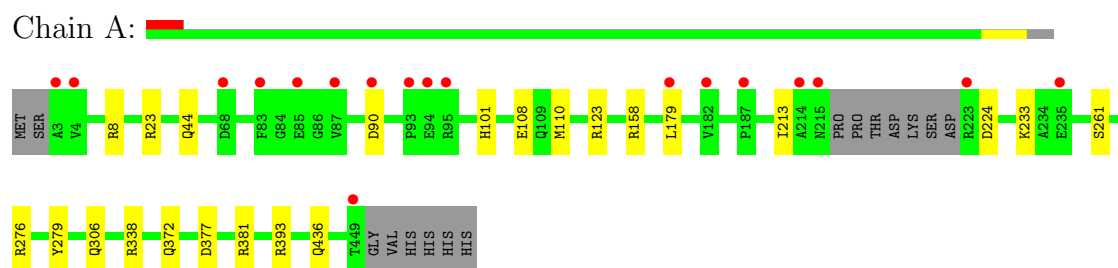 Chain A:
MET SER A3 V4 R8 R23 Q44 D68 F83 G84 E85 G86 V87 D90 P93 E94 R95 H101 E108 Q109 M110 R123 R158 L179 V182 P187 I213 A214 N215 PRO PRO THR ASP LYS SER ASP R223 D224 K233 A234 E235 S261
R276 Y279 Q306 R338 Q372 D377 R381 R393 Q436 T449 GLY VAL HIS HIS HIS HIS